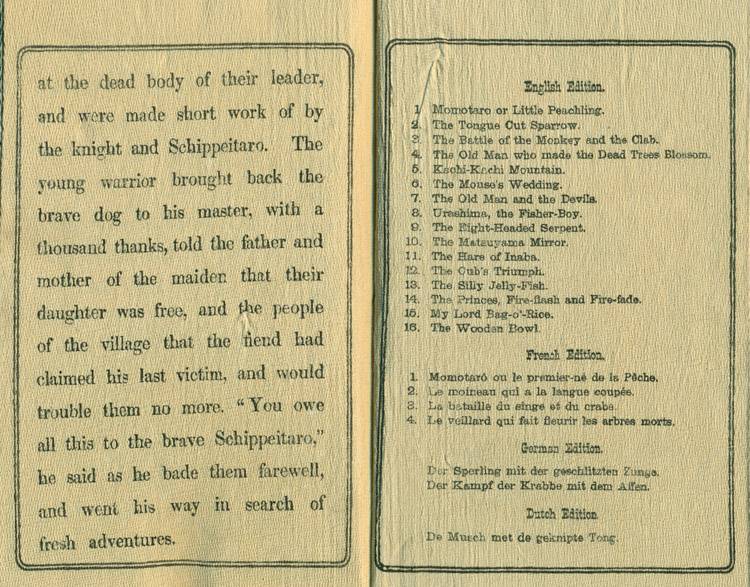 at the dead body of their leader,
and were made short work of by
the knight and Schippeitaro. The
young warrior brought back the
brave dog to his master, with a
thousand thanks, told the father and
mother of the maiden that their
daughter was free, and the people
of the village that the fiend had
claimed his last victim, and would
trouble them no more. "You owe
all this to the brave Schippeitaro,"
he said as he bade them farewell,
and went his way in search of
fresh adventures.
English Edition.
1. Momotaro or Little Peachling.
2. The Tongue Cut Sparrow.
3. The Battle of the Monkey and the Crab.
4. The Old Man who made the Dead Trees Blossom.
5. Kachi-Kachi Mountain.
6. The Mouse's Wedding.
7. The Old Man and the Devils.
8. Urashima, the Fisher-Boy.
9. The Eight-Headed Serpent.
10. The Matsuyama Mirror.
11. The Hare of Inaba.
12. The Cub's Triumph.
13. The Silly Jelly-Fish.
14. The Princes, Fire-flash and Fire-fade.
15. My Lord Bag-o'-Rice.
16. The Wooden Bowl.
French Edition.
1. Momotaró ou le premier-né de la Pêche.
2. Le moineau qui a la langue coupée.
3. La bataille du singe et du crabe.
4. Le veillard qui fait fleurir les arbres morts.
German Edition.
Der Sperling mit der geschlitzten Zunge.
Der Kampf der Krabbe mit dem Affen.
Dutch Edition.
De Musch met de geknipte Tong.